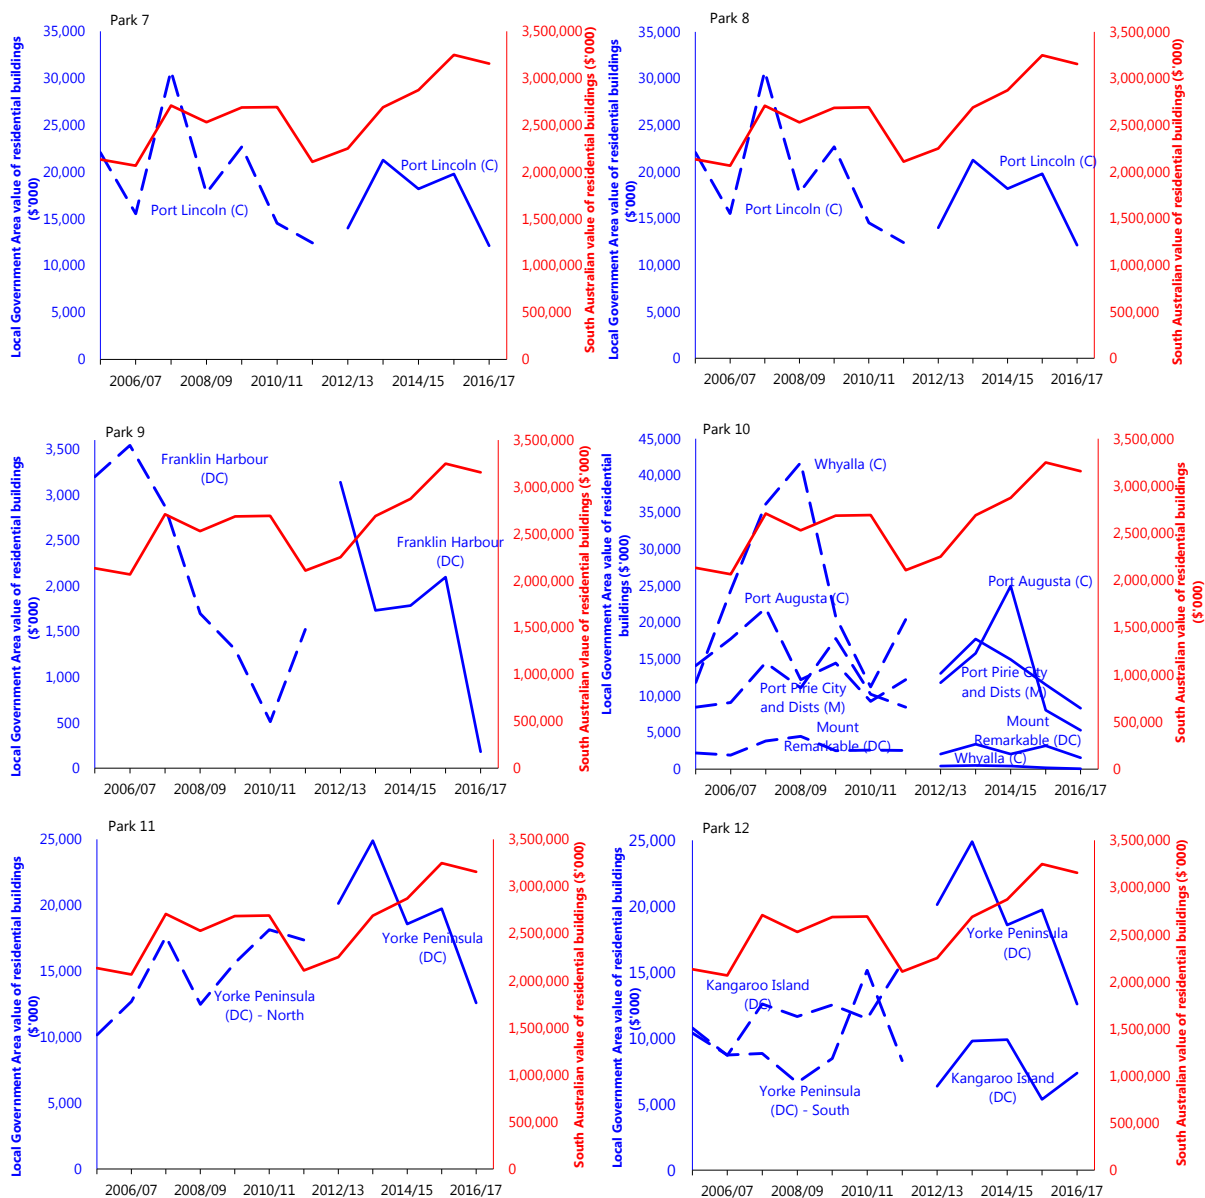 Park 7
Local Government Area value of residential buildings
($'000)
35,000
30,000
25,000
20,000
15,000
10,000
5,000
0
Port Lincoln (C)
Port Lincoln (C)
3,500,000
3,000,000
2,500,000
2,000,000
1,500,000
1,000,000
500,000
0
South Australian value of residential buildings ($'000)
2006/07 2008/09 2010/11 2012/13 2014/15 2016/17
Park 8
Local Government Area value of residential buildings
($'000)
35,000
30,000
25,000
20,000
15,000
10,000
5,000
0
Port Lincoln (C)
Port Lincoln (C)
3,500,000
3,000,000
2,500,000
2,000,000
1,500,000
1,000,000
500,000
0
South Australian value of residential buildings ($'000)
2006/07 2008/09 2010/11 2012/13 2014/15 2016/17
Park 9
Local Government Area value of residential buildings
($'000)
3,500
3,000
2,500
2,000
1,500
1,000
500
0
Franklin Harbour
(DC)
Franklin Harbour
(DC)
3,500,000
3,000,000
2,500,000
2,000,000
1,500,000
1,000,000
500,000
0
South Australian vlaue of residential buildings ($'000)
2006/07 2008/09 2010/11 2012/13 2014/15 2016/17
Park 10
Local Government Area value of residential
buildings ($'000)
45,000
40,000
35,000
30,000
25,000
20,000
15,000
10,000
5,000
0
Whyalla (C)
Port Augusta (C)
Port Augusta (C)
Port Pirie City
and Dists (M)
Port Pirie City
and Dists (M)
Mount
Remarkable (DC)
Mount
Remarkable (DC)
Whyalla (C)
3,500,000
3,000,000
2,500,000
2,000,000
1,500,000
1,000,000
500,000
0
South Australian value of residential buildings
($'000)
2006/07 2008/09 2010/11 2012/13 2014/15 2016/17
Park 11
Local Government Area value of residential buildings
($'000)
25,000
20,000
15,000
10,000
5,000
0
Yorke Peninsula
(DC)
Yorke Peninsula
(DC) - North
3,500,000
3,000,000
2,500,000
2,000,000
1,500,000
1,000,000
500,000
0
South Australian value of residential buildings ($'000)
2006/07 2008/09 2010/11 2012/13 2014/15 2016/17
Park 12
Local Government Area value of residential buildings
($'000)
25,000
20,000
15,000
10,000
5,000
0
Yorke Peninsula
(DC)
Kangaroo Island
(DC)
Kangaroo Island
(DC)
Yorke Peninsula
(DC) - South
3,500,000
3,000,000
2,500,000
2,000,000
1,500,000
1,000,000
500,000
0
South Australian value of residential buildings ($'000)
2006/07 2008/09 2010/11 2012/13 2014/15 2016/17